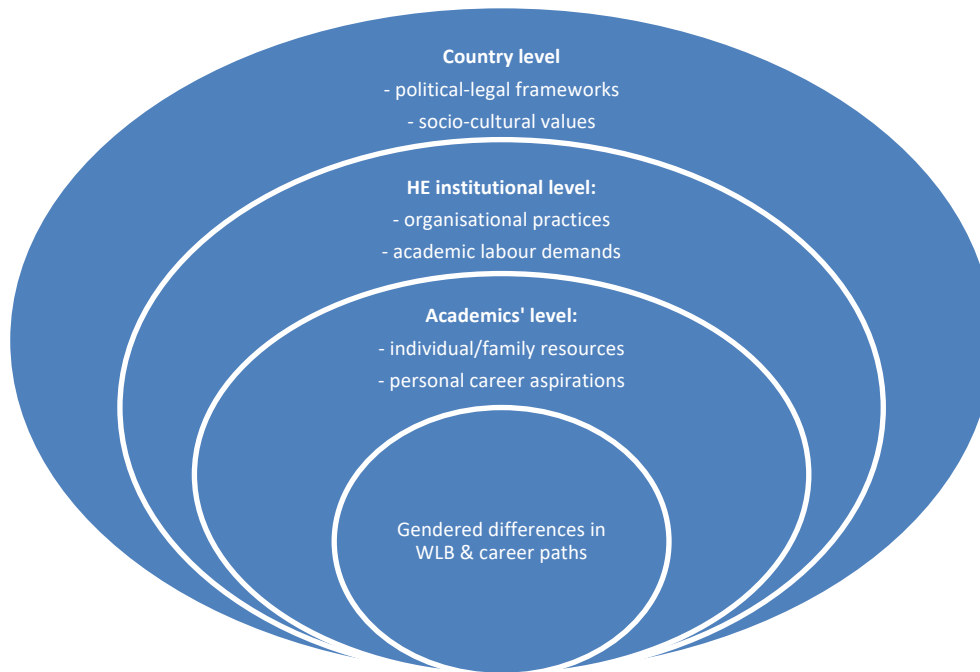 Country level
- political-legal frameworks
- socio-cultural values
HE institutional level:
- organisational practices
- academic labour demands
Academics' level:
- individual/family resources
- personal career aspirations
Gendered differences in
WLB & career paths